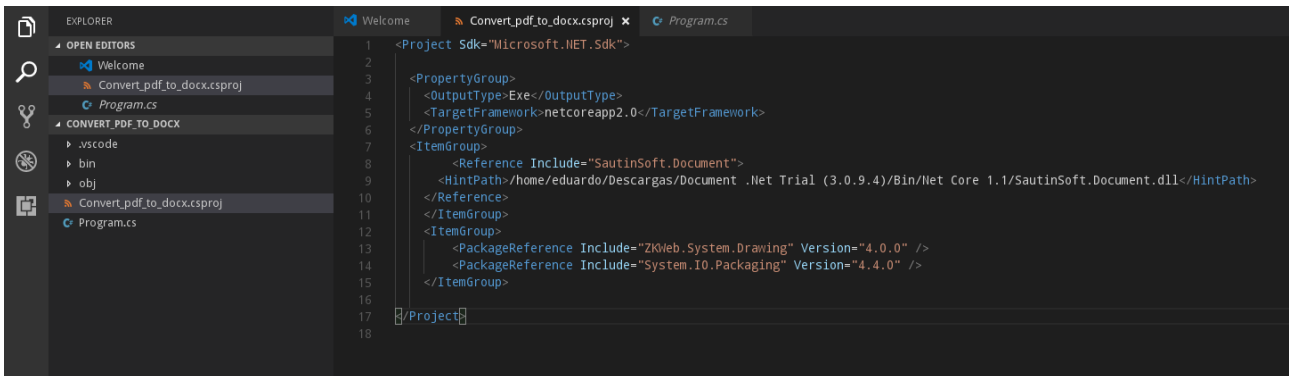 EXPLORER
OPEN EDITORS
Welcome
Convert_pdf_to_docx.csproj
Program.cs
CONVERT_PDF_TO_DOCX
.vscode
bin
obj
Convert_pdf_to_docx.csproj
Program.cs
Welcome Convert_pdf_to_docx.csproj × Program.cs
1 <Project Sdk="Microsoft.NET.Sdk">
2
3 <PropertyGroup>
4 <OutputType>Exe</OutputType>
5 <TargetFramework>netcoreapp2.0</TargetFramework>
6 </PropertyGroup>
7 <ItemGroup>
8 <Reference Include="SautinSoft.Document">
9 <HintPath>/home/eduardo/Descargas/Document .Net Trial (3.0.9.4)/Bin/Net Core 1.1/SautinSoft.Document.dll</HintPath>
10 </Reference>
11 </ItemGroup>
12 <ItemGroup>
13 <PackageReference Include="ZKWeb.System.Drawing" Version="4.0.0" />
14 <PackageReference Include="System.IO.Packaging" Version="4.4.0" />
15 </ItemGroup>
16
17 </Project>
18